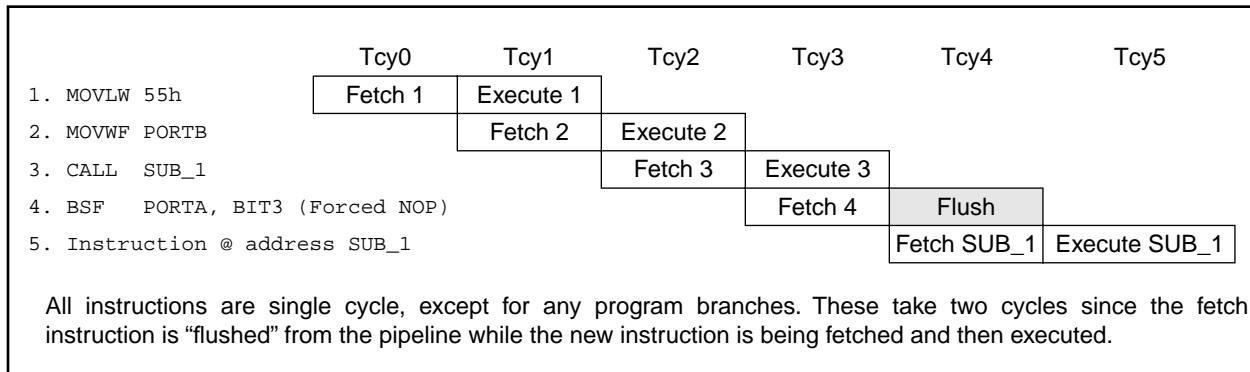 Tcy0 Tcy1 Tcy2 Tcy3 Tcy4 Tcy5
1. MOVLW 55h Fetch 1 Execute 1
2. MOVWF PORTB Fetch 2 Execute 2
3. CALL SUB_1 Fetch 3 Execute 3
4. BSF PORTA, BIT3 (Forced NOP) Fetch 4 Flush
5. Instruction @ address SUB_1 Fetch SUB_1 Execute SUB_1
All instructions are single cycle, except for any program branches. These take two cycles since the fetch
instruction is “flushed” from the pipeline while the new instruction is being fetched and then executed.